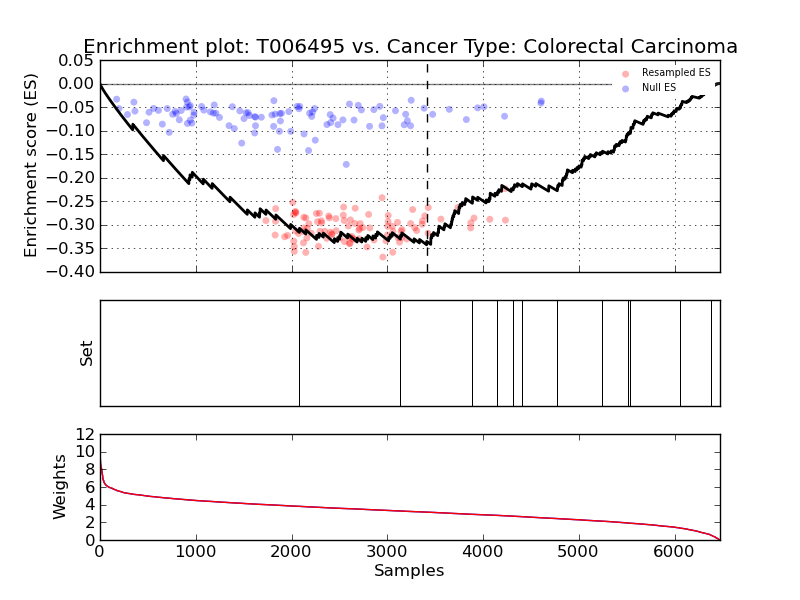 Enrichment plot: T006495 vs. Cancer Type: Colorectal Carcinoma
Enrichment score (ES)
0.05
0.00
−0.05
−0.10
−0.15
−0.20
−0.25
−0.30
−0.35
−0.40
Resampled ES
Null ES
Set
Weights
12
10
8
6
4
2
0
0 1000 2000 3000 4000 5000 6000
Samples